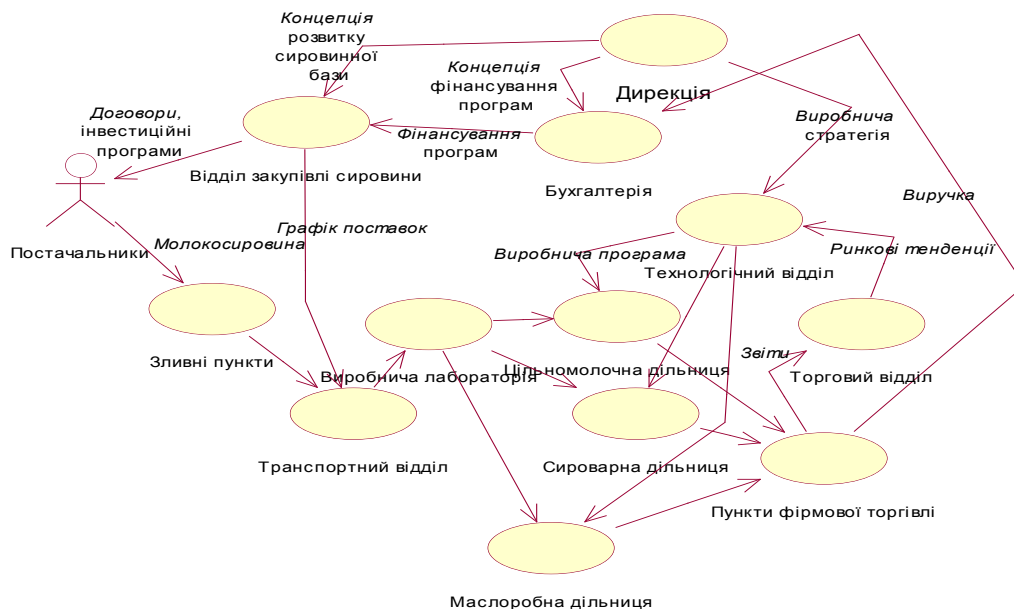 Концепція
розвитку
сировинної
бази
Концепція
фінансування
програм
Дирекція
Договори,
інвестиційні
програми
Виробнича
стратегія
Фінансування
програм
Відділ закупівлі сировини
Бухгалтерія
Виручка
Графік поставок
Постачальники
Молокосировина
Виробнича програма
Технологічний відділ
Ринкові тенденції
Зливні пункти
Виробнича лабораторія
Цільномолочна дільниця
Звіти
Торговий відділ
Транспортний відділ
Сироварна дільниця
Пункти фірмової торгівлі
Маслоробна дільниця